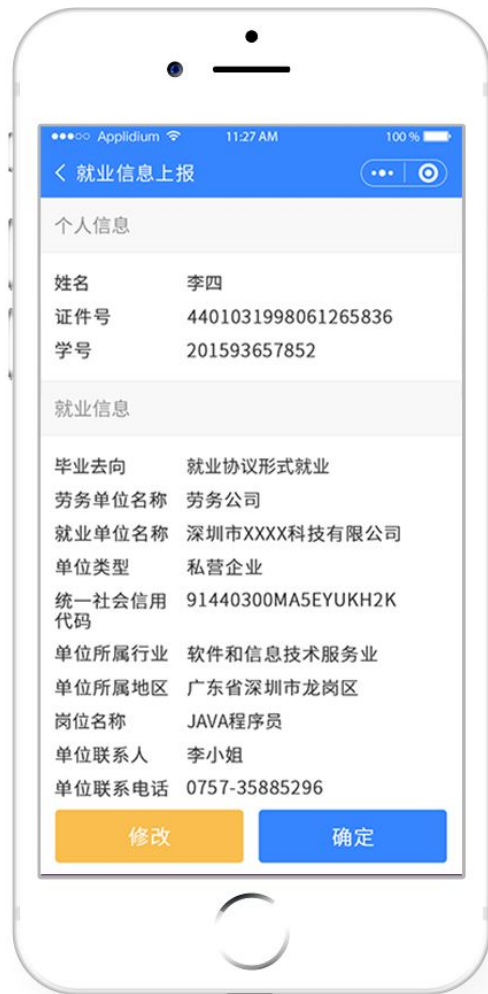 Applidium 11:27 AM 100 %
就业信息上报
个人信息
姓名 李四
证件号 4401031998061265836
学号 201593657852
就业信息
毕业去向 就业协议形式就业
劳务单位名称 劳务公司
就业单位名称 深圳市XXXX科技有限公司
单位类型 私营企业
统一社会信用 91440300MA5EYUKH2K
代码
单位所属行业 软件和信息技术服务业
单位所属地区 广东省深圳市龙岗区
岗位名称 JAVA程序员
单位联系人 李小姐
单位联系电话 0757-35885296
修改 确定